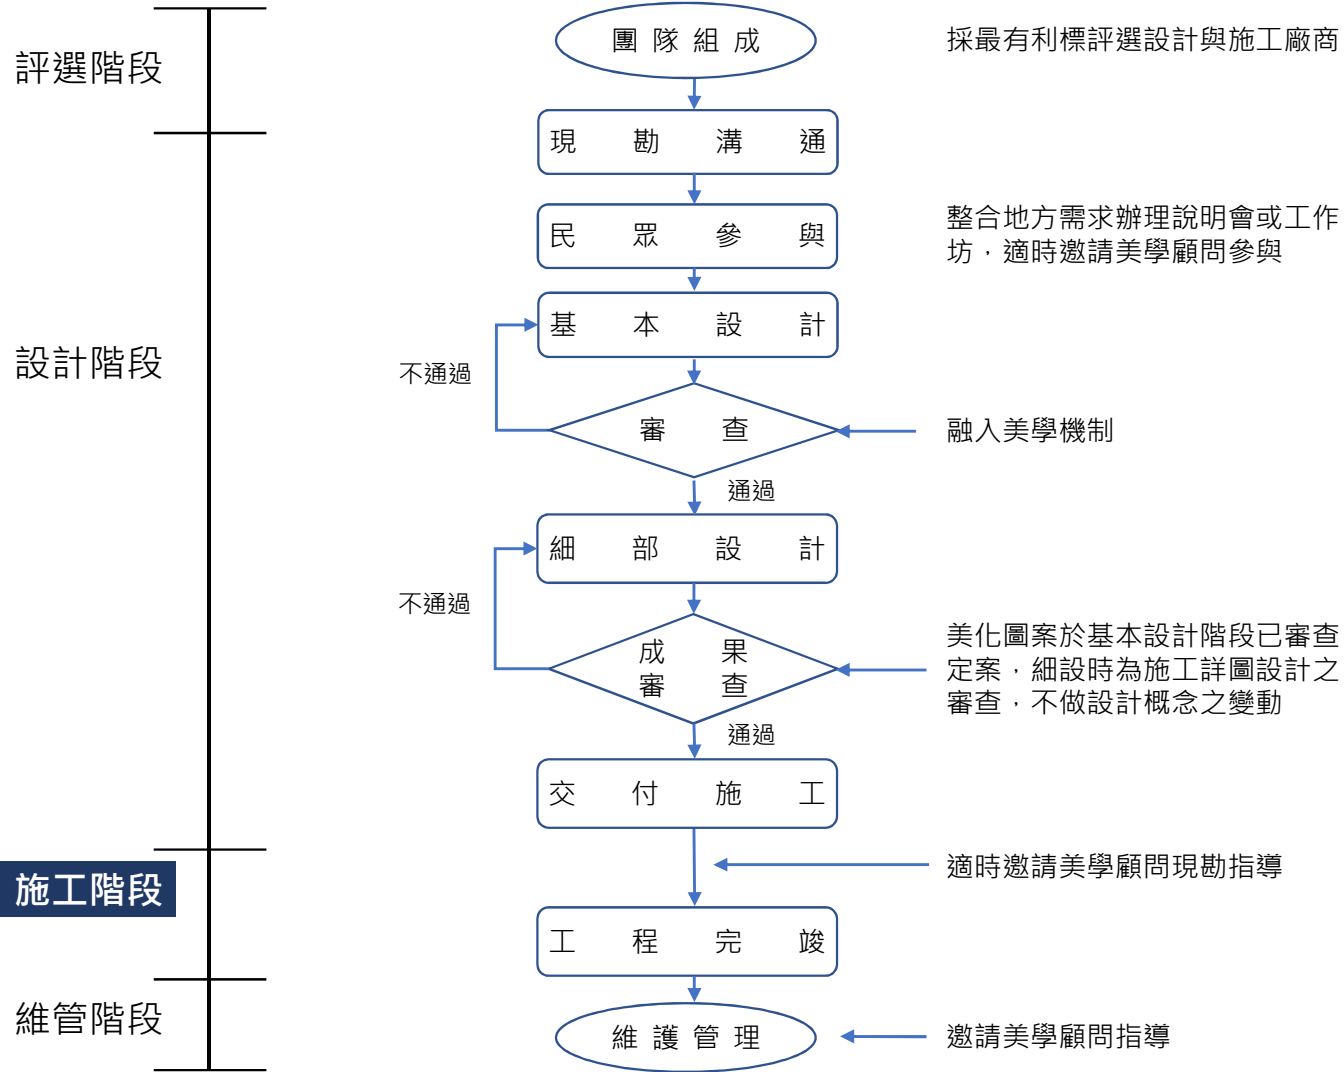 評選階段
團隊組成
採最有利標評選設計與施工廠商
現勘溝通
民眾參與
整合地方需求辦理說明會或工作
坊，適時邀請美學顧問參與
設計階段
基本設計
不通過
審查
融入美學機制
通過
細部設計
不通過
成果
審查
美化圖案於基本設計階段已審查
定案，細設時為施工詳圖設計之
審查，不做設計概念之變動
通過
交付施工
施工階段
適時邀請美學顧問現勘指導
工程完竣
維管階段
維護管理
邀請美學顧問指導